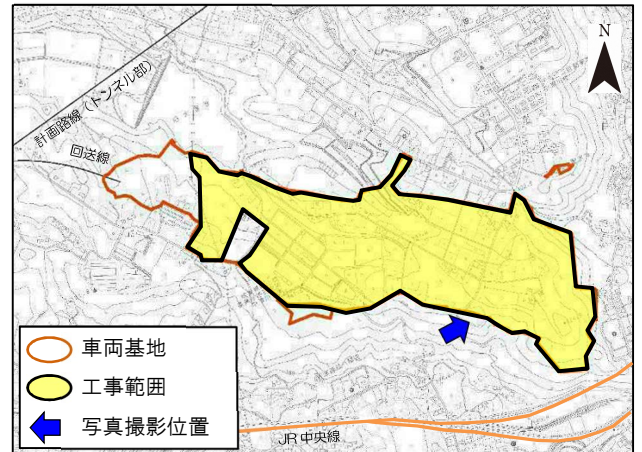 N
計画路線（トンネル部）
回送線
車両基地
工事範囲
写真撮影位置
JR中央線